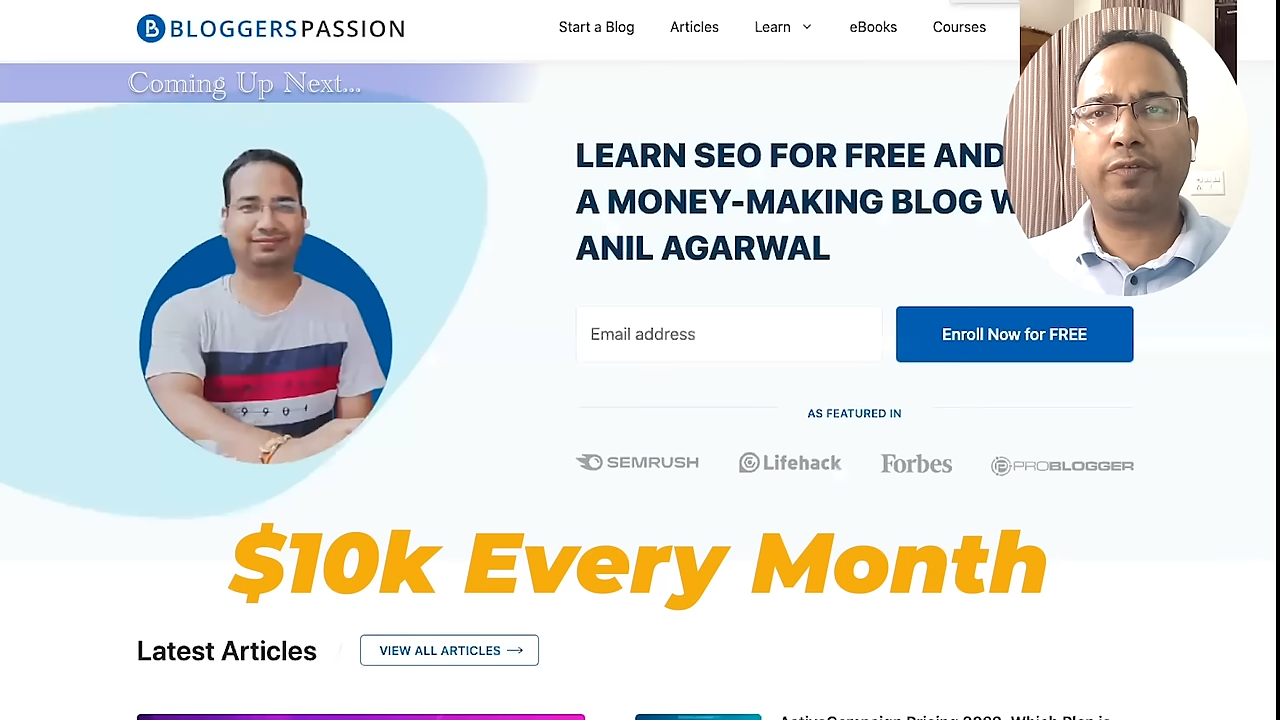 BLOGGERSPASSION
Start a Blog
Articles
Learn
eBooks
Courses
Coming Up Next...
LEARN SEO FOR FREE AND
A MONEY-MAKING BLOG
ANIL AGARWAL
Email address
Enroll Now for FREE
AS FEATURED IN
SEMRUSH
Lifehack
Forbes
PROBLOGGER
$10k Every Month
Latest Articles
VIEW ALL ARTICLES →